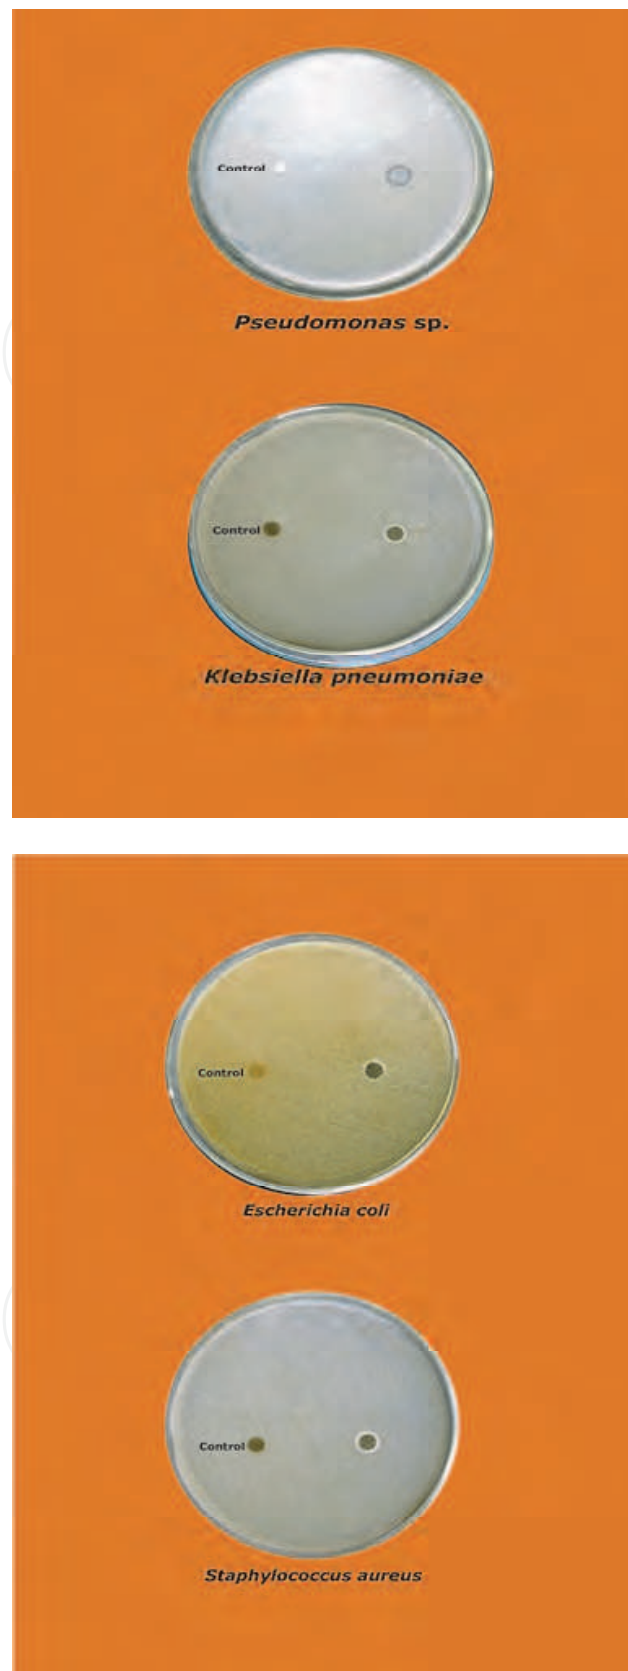 Control
Pseudomonas sp.
Control
Klebsiella pneumoniae
Control
Escherichia coli
Control
Staphylococcus aureus